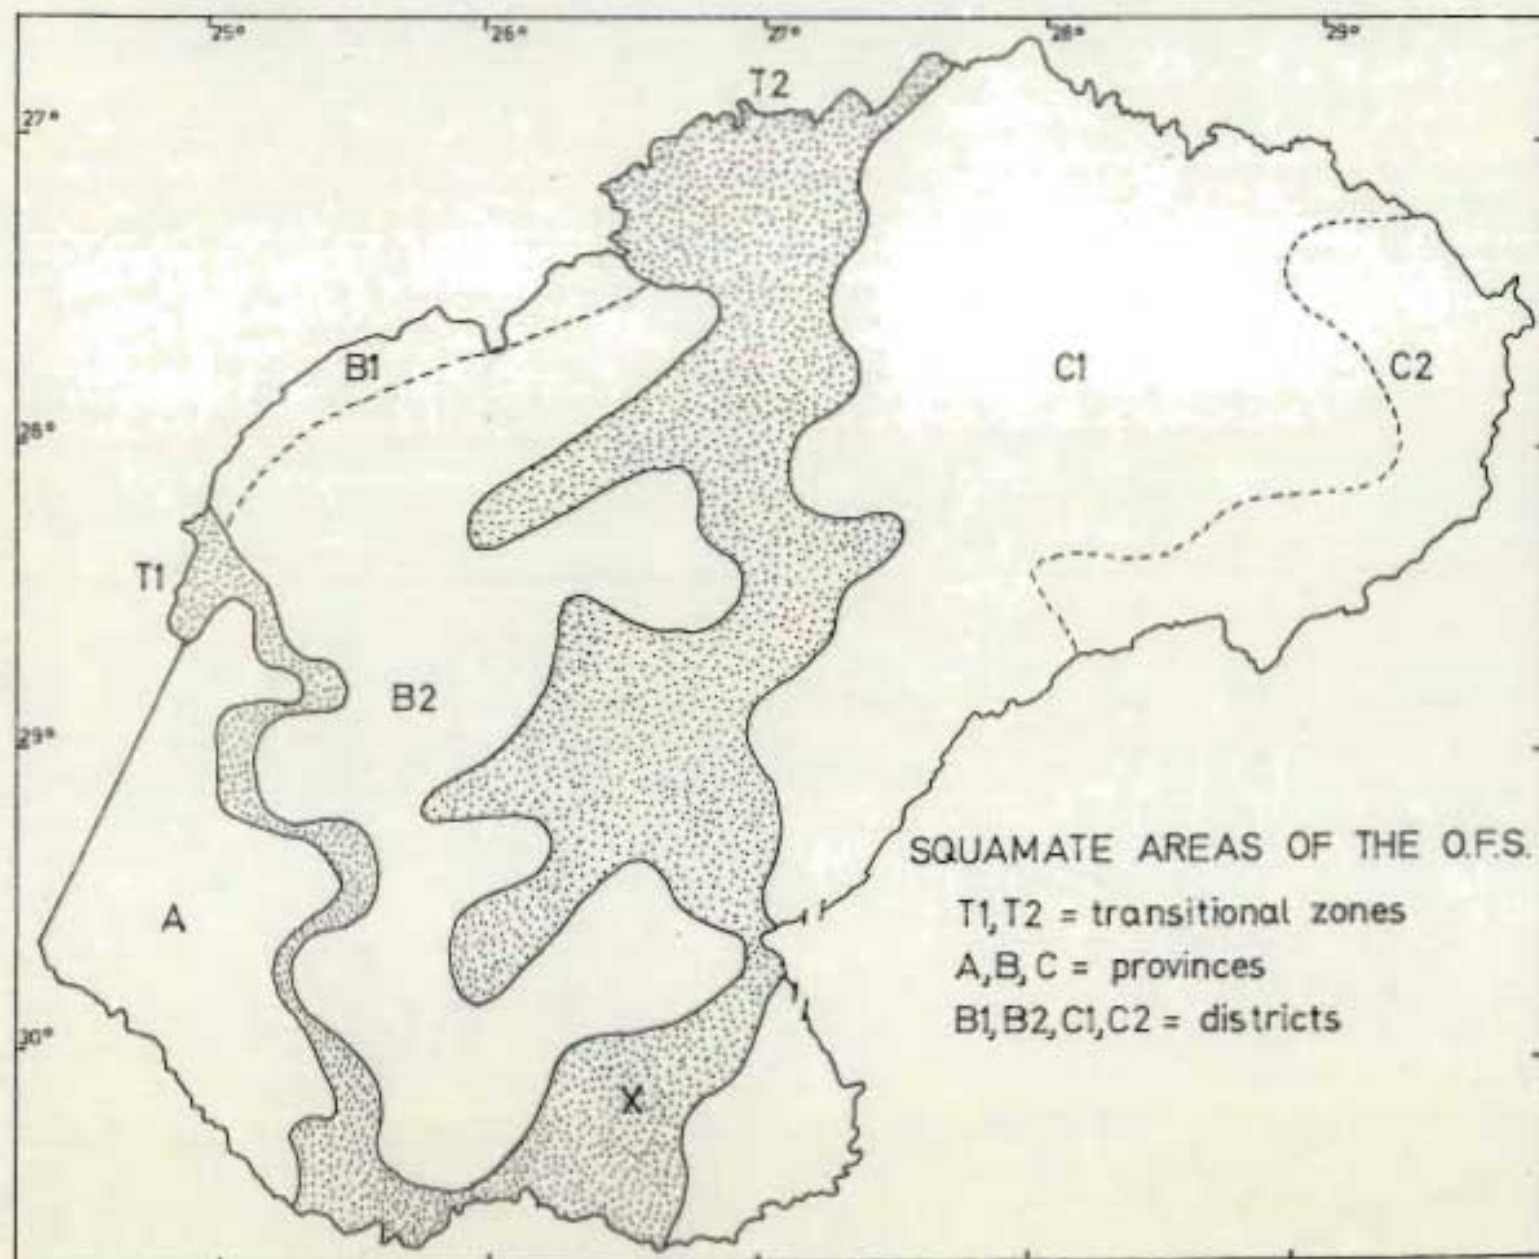 25° 26° 27° 28° 29°
T2
27°
B1
C1
C2
28°
T1
B2
29°
SQUAMATE AREAS OF THE O.F.S.
T1,T2 = transitional zones
A
A,B,C = provinces
B1,B2,C1,C2 = districts
30°
X